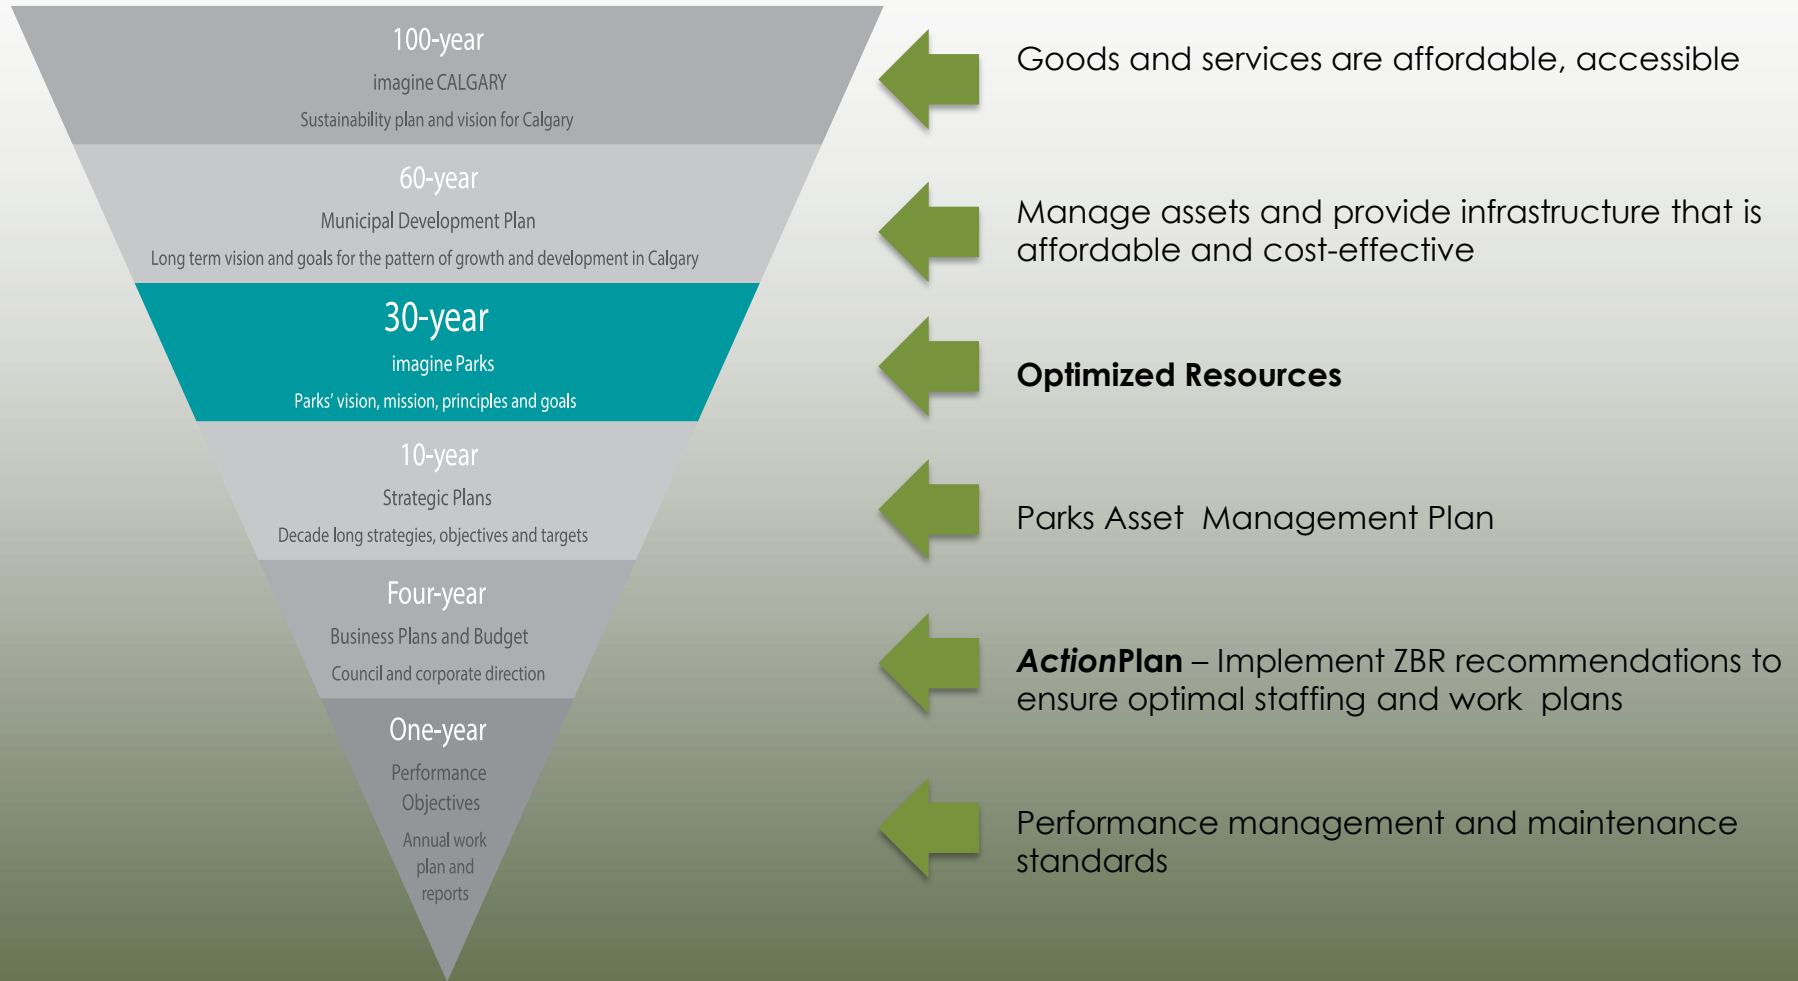 100-year
imagine CALGARY
Sustainability plan and vision for Calgary
Goods and services are affordable, accessible
60-year
Municipal Development Plan
Long term vision and goals for the pattern of growth and development in Calgary
Manage assets and provide infrastructure that is
affordable and cost-effective
30-year
imagine Parks
Parks' vision, mission, principles and goals
Optimized Resources
10-year
Strategic Plans
Decade long strategies, objectives and targets
Parks Asset  Management Plan
Four-year
Business Plans and Budget
Council and corporate direction
ActionPlan – Implement ZBR recommendations to
ensure optimal staffing and work  plans
One-year
Performance
Objectives
Annual work
plan and
reports
Performance management and maintenance
standards